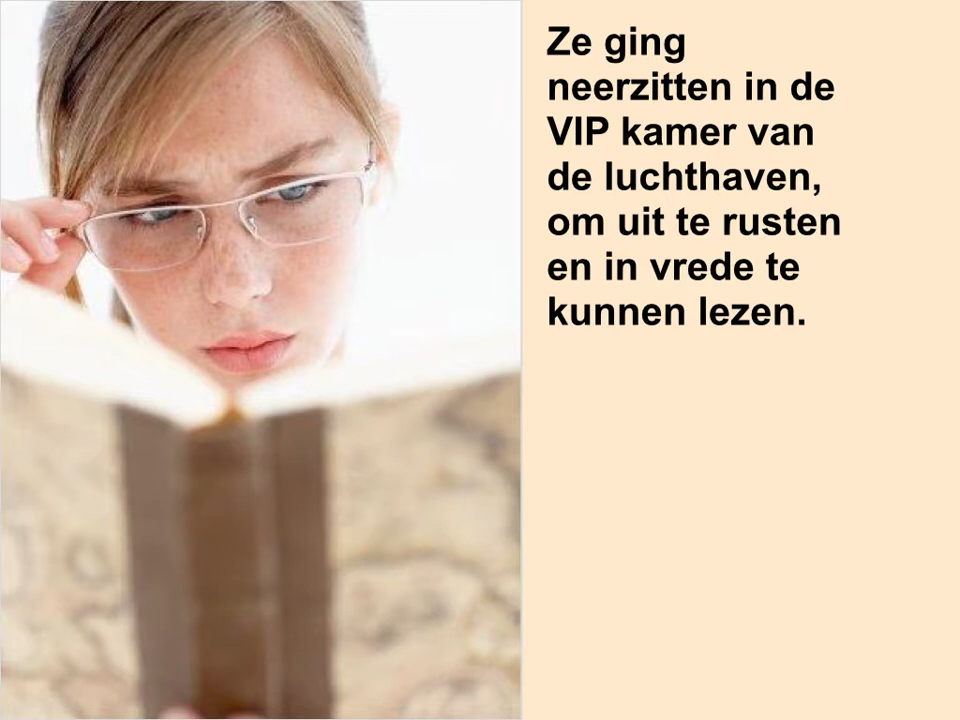 Ze ging
neerzitten in de
VIP kamer van
de luchthaven,
om uit te rusten
en in vrede te
kunnen lezen.